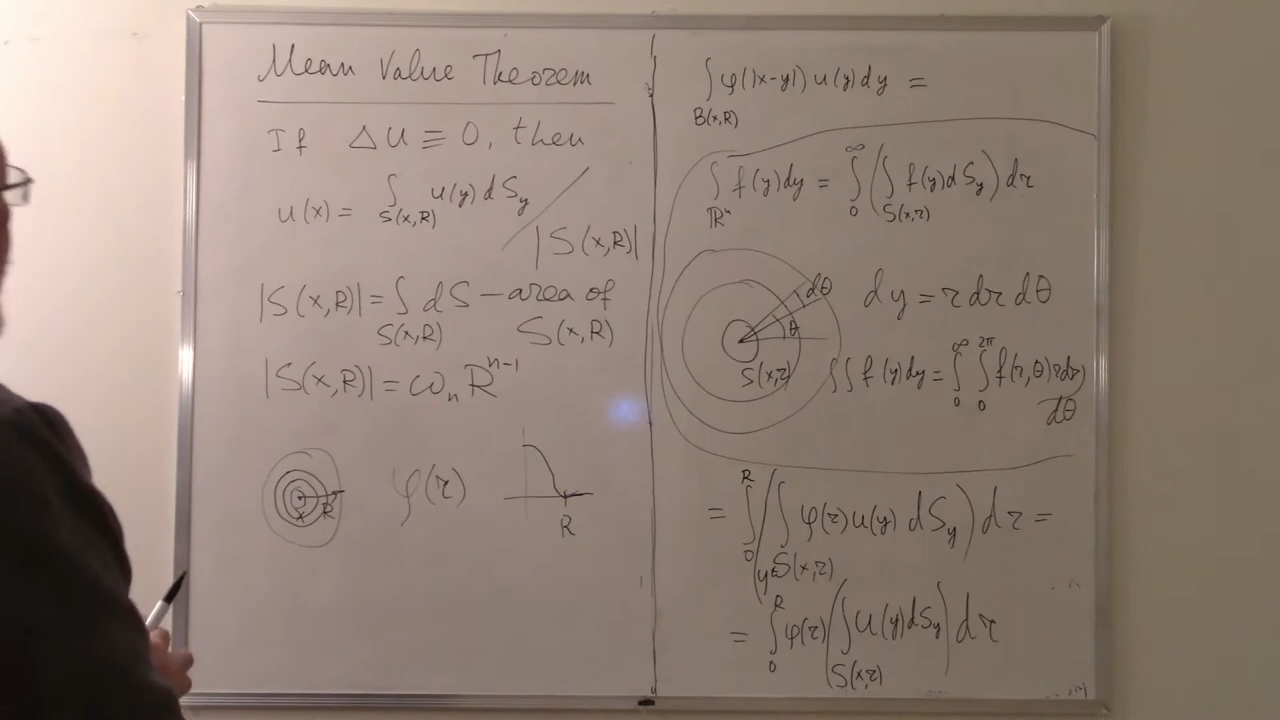 Mean Value Theorem
If Δu ≡ 0, then
u(x) = ∫_{S(x,R)} u(y) dS_y / |S(x,R)|
|S(x,R)| = ∫_{S(x,R)} dS – area of S(x,R)
|S(x,R)| = ω_n R^{n-1}
x R φ(r) R
∫_{B(x,R)} φ(|x-y|) u(y) dy =
∫_{ℝⁿ} f(y) dy = ∫_0^∞ (∫_{S(x,r)} f(y) dS_y) dr
dθ
θ
S(x,r)
dy = r dr dθ
∫∫ f(y) dy = ∫_0^∞ ∫_0^{2π} f(r,θ) r dr dθ
= ∫_0^R (∫_{y∈S(x,r)} φ(r) u(y) dS_y) dr =
= ∫_0^R φ(r) (∫_{S(x,r)} u(y) dS_y) dr